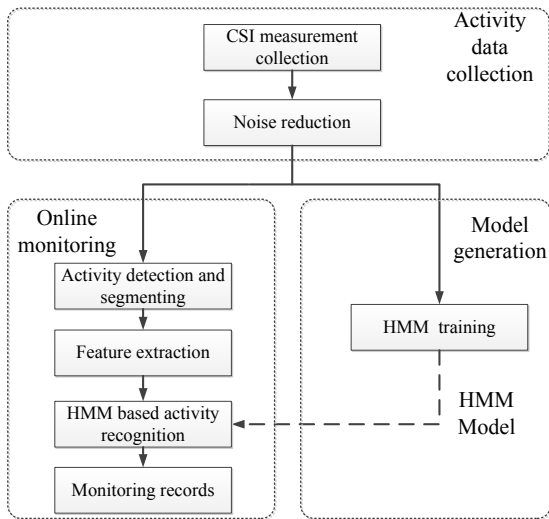 CSI measurement
collection
Activity
data
collection
Noise reduction
Online
monitoring
Activity detection and
segmenting
Feature extraction
HMM based activity
recognition
Monitoring records
Model
generation
HMM training
HMM
Model